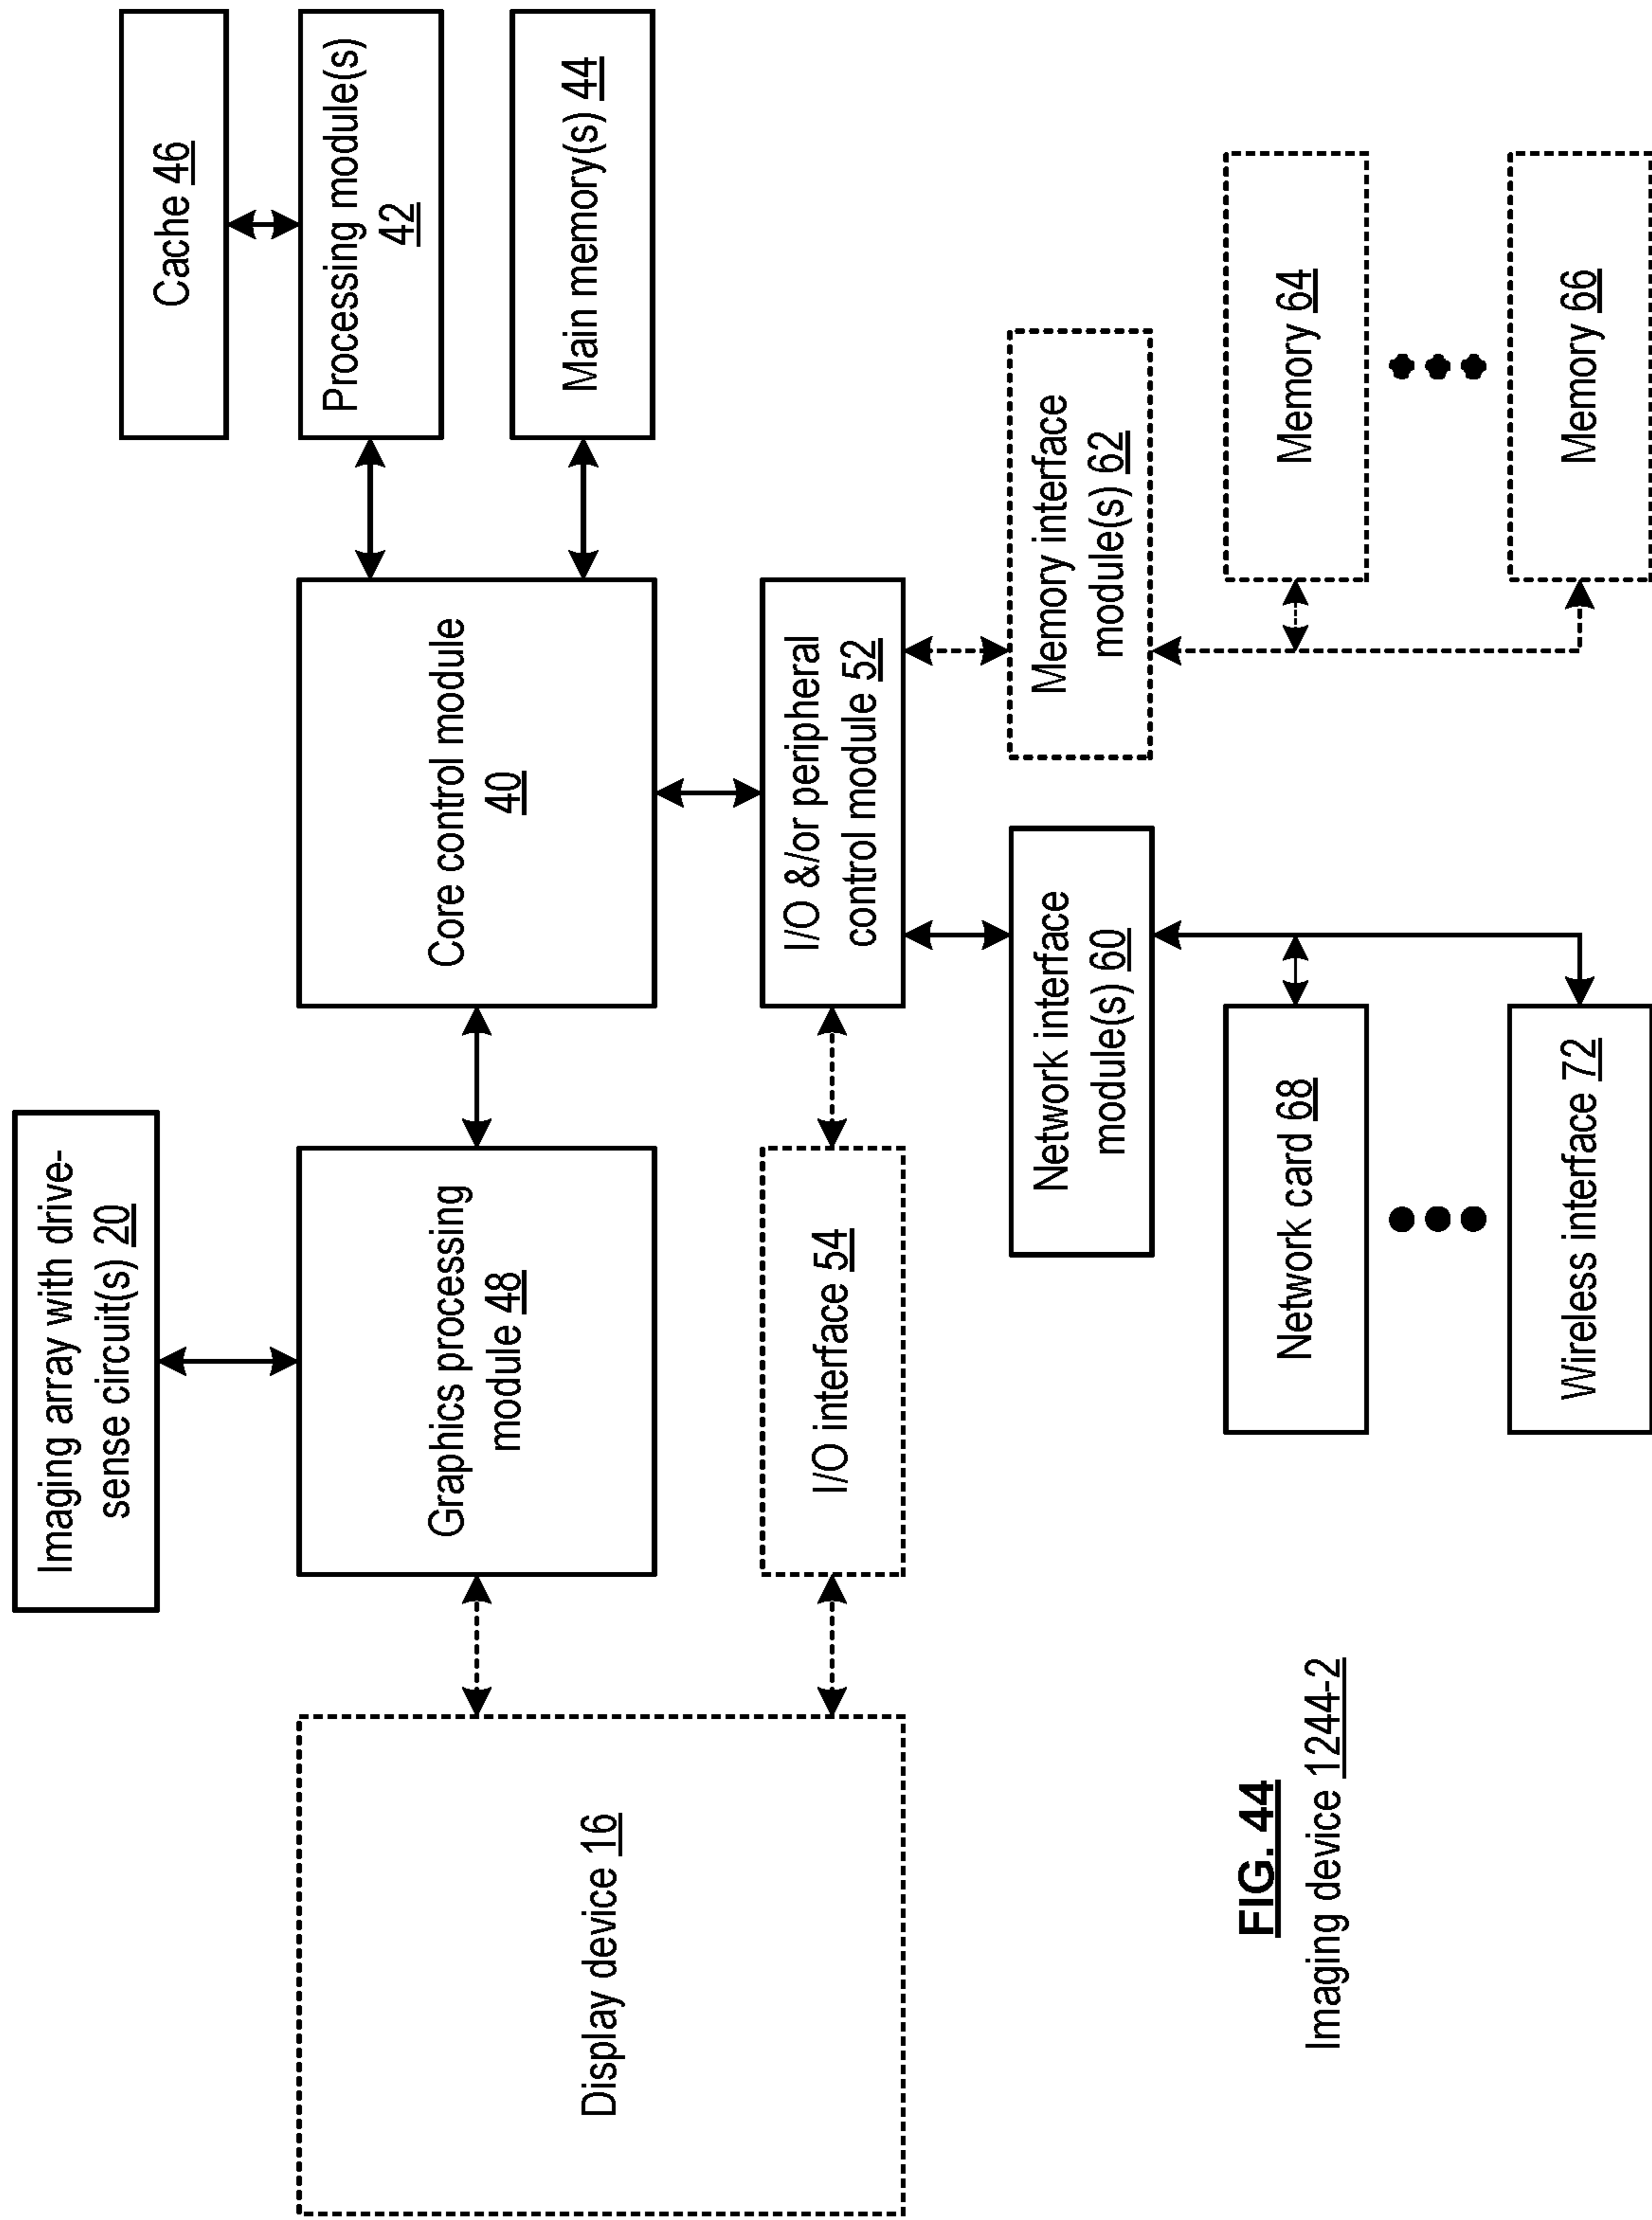 Imaging array with drive-
sense circuit(s) 20
Cache 46
Display device 16
Graphics processing
module 48
Core control module
40
Processing module(s)
42
Main memory(s) 44
I/O interface 54
I/O &/or peripheral
control module 52
Network interface
module(s) 60
Memory interface
module(s) 62
Network card 68
Memory 64
Wireless interface 72
Memory 66
FIG. 44
Imaging device 1244-2